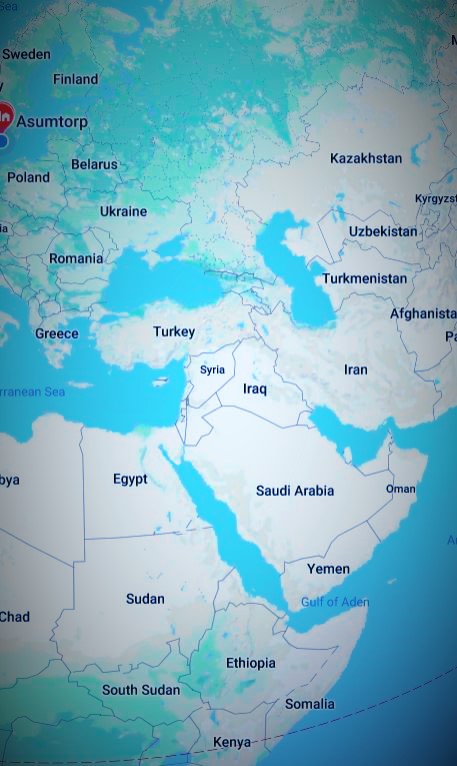 Sea
Sweden
Finland
Asumtorp
Kazakhstan
Belarus
Poland
Kyrgyzst
Ukraine
Uzbekistan
Romania
Turkmenistan
Afghanista
Greece
Turkey
Pa
Syria
Iran
Iraq
rranean Sea
bya
Egypt
Saudi Arabia
Oman
Yemen
Sudan
Gulf of Aden
Chad
Ethiopia
South Sudan
Somalia
Kenya